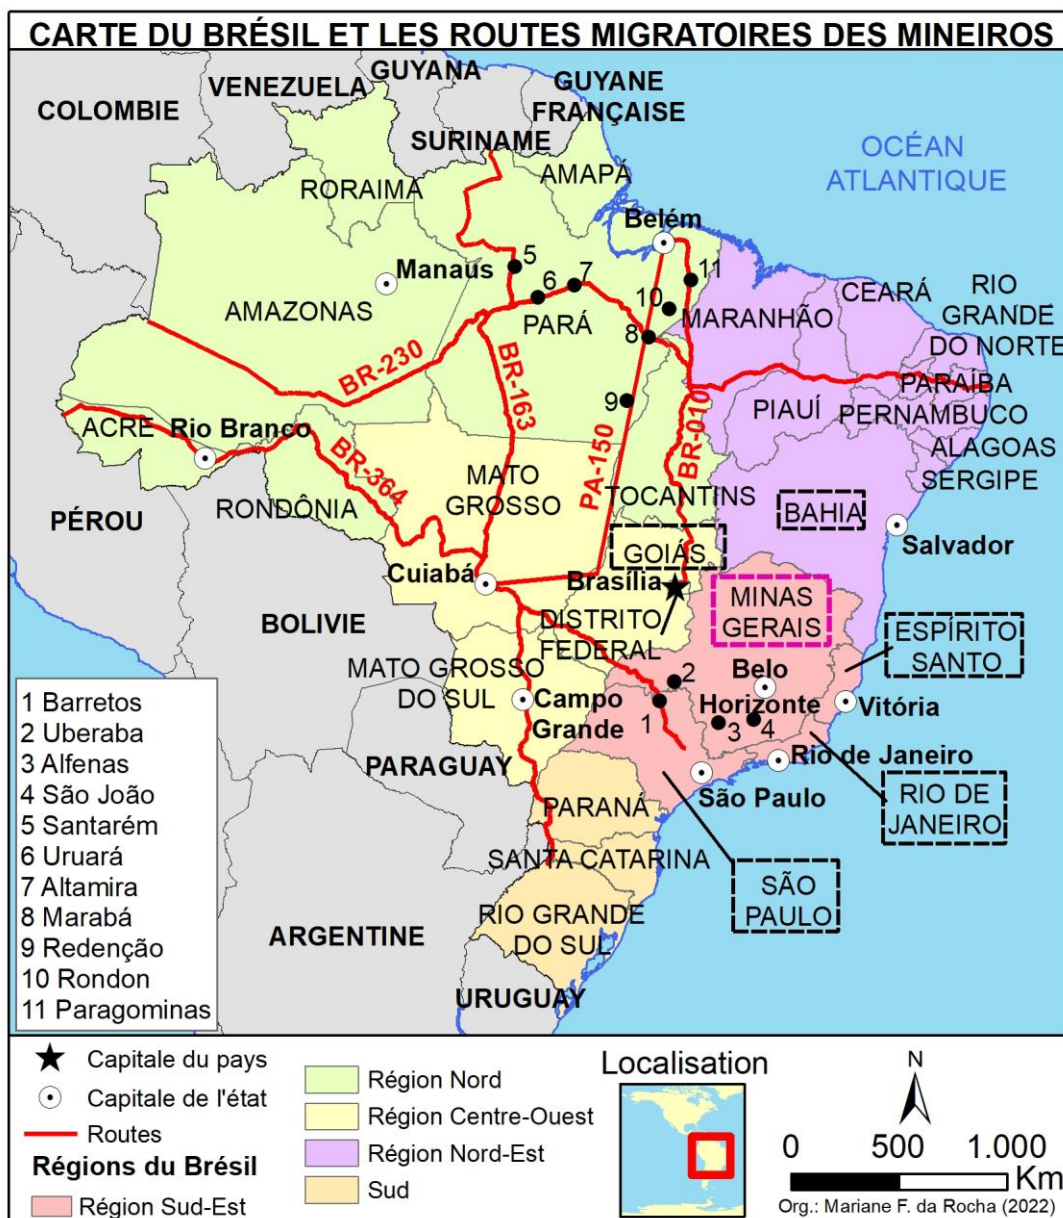 CARTE DU BRÉSIL ET LES ROUTES MIGRATOIRES DES MINEIROS
COLOMBIE
VENEZUELA
GUYANA
GUYANE
FRANÇAISE
SURINAME
OCÉAN
ATLANTIQUE
RORAIMA
AMAPÁ
Belém
Manaus
5
6
7
11
10
8
9
AMAZONAS
PARÁ
MARANHÃO
CEARÁ
RIO
GRANDE
DO NORTE
PARAÍBA
PIAUÍ
PERNAMBUCO
ALAGOAS
SERGIPE
BR-230
BR-163
BR-010
PA-150
BR-364
ACRE
Rio Branco
RONDÔNIA
MATO
GROSSO
TOCANTINS
BAHIA
Salvador
PÉROU
GOIÁS
Cuiabá
Brasília
MINAS
GERAIS
DISTRITO
FEDERAL
BOLIVIE
ESPÍRITO
SANTO
MATO GROSSO
DO SUL
Campo
Grande
2
1
Belo
Horizonte
3
4
Vitória
Rio de Janeiro
São Paulo
RIO DE
JANEIRO
SÃO
PAULO
PARAGUAY
PARANÁ
SANTA CATARINA
RIO GRANDE
DO SUL
ARGENTINE
URUGUAY
1 Barretos
2 Uberaba
3 Alfenas
4 São João
5 Santarém
6 Uruará
7 Altamira
8 Marabá
9 Redenção
10 Rondon
11 Paragominas
Capitale du pays
Capitale de l'état
Routes
Régions du Brésil
Région Sud-Est
Région Nord
Région Centre-Ouest
Région Nord-Est
Sud
Localisation
N
0 500 1.000
Km
Org.: Mariane F. da Rocha (2022)